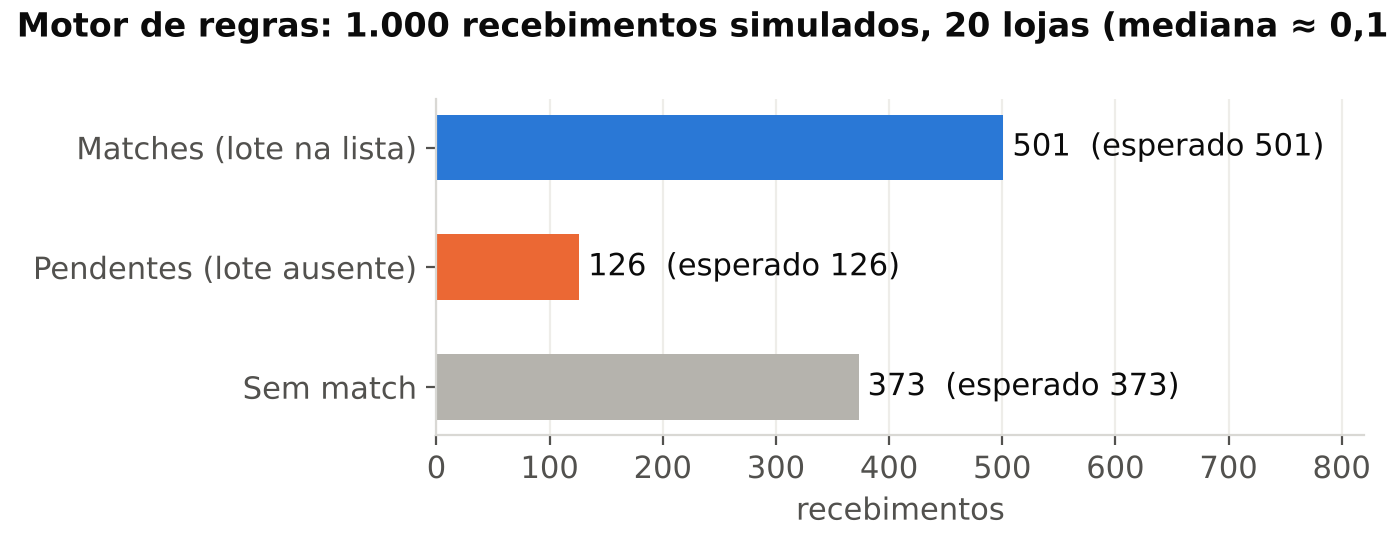 Motor de regras: 1.000 recebimentos simulados, 20 lojas (mediana ≈ 0,1
Matches (lote na lista)
501 (esperado 501)
Pendentes (lote ausente)
126 (esperado 126)
Sem match
373 (esperado 373)
0 100 200 300 400 500 600 700 800
recebimentos